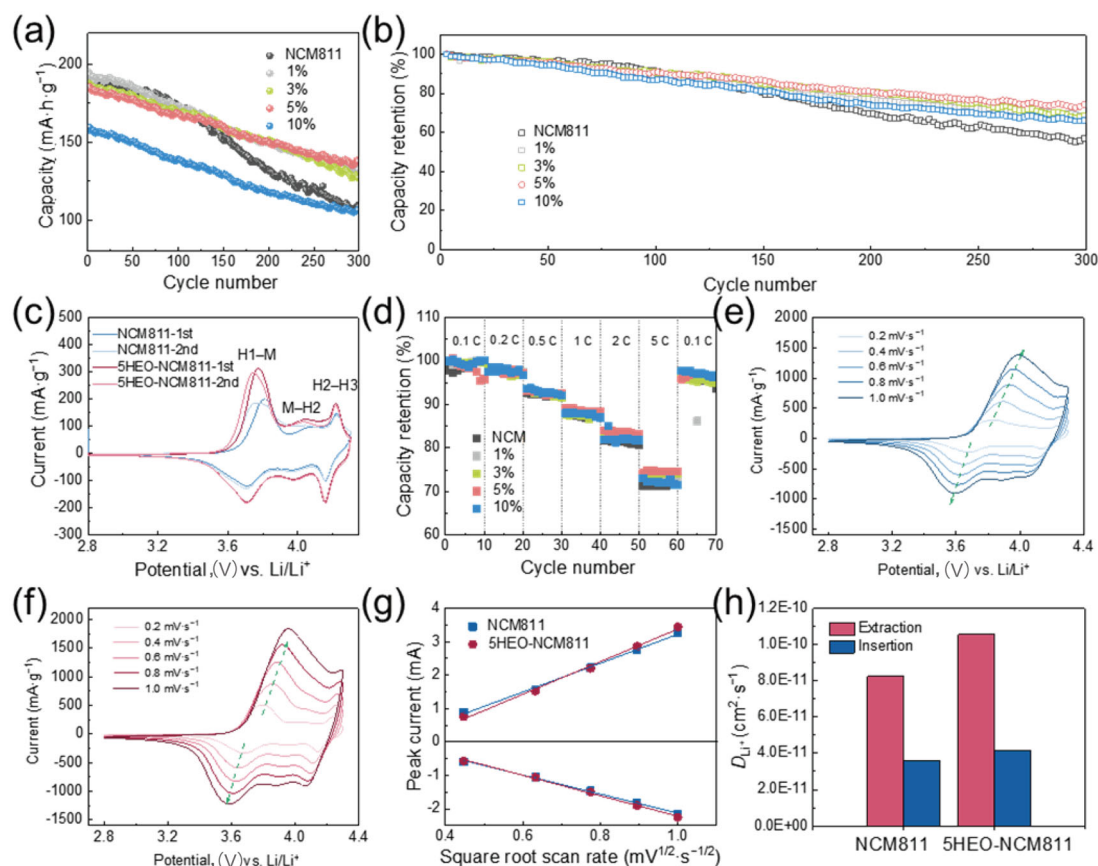 (a)
Capacity (mA·h·g⁻¹)
200
150
100
NCM811
1%
3%
5%
10%
0 50 100 150 200 250 300
Cycle number
(b)
Capacity retention (%)
100
80
60
40
20
0
NCM811
1%
3%
5%
10%
0 50 100 150 200 250 300
Cycle number
(c)
Current (mA·g⁻¹)
500
400
300
200
100
0
-100
-200
-300
NCM811-1st
NCM811-2nd
5HEO-NCM811-1st
5HEO-NCM811-2nd
H1–M
M–H2
H2–H3
2.8 3.2 3.6 4.0
Potential,(V) vs. Li/Li⁺
(d)
Capacity retention (%)
110
100
90
80
70
60
0.1 C 0.2 C 0.5 C 1 C 2 C 5 C 0.1 C
NCM
1%
3%
5%
10%
0 10 20 30 40 50 60 70
Cycle number
(e)
Current (mA·g⁻¹)
2000
1500
1000
500
0
-500
-1000
-1500
0.2 mV·s⁻¹
0.4 mV·s⁻¹
0.6 mV·s⁻¹
0.8 mV·s⁻¹
1.0 mV·s⁻¹
2.8 3.2 3.6 4.0 4.4
Potential, (V) vs. Li/Li⁺
(f)
Current (mA·g⁻¹)
2000
1500
1000
500
0
-500
-1000
-1500
0.2 mV·s⁻¹
0.4 mV·s⁻¹
0.6 mV·s⁻¹
0.8 mV·s⁻¹
1.0 mV·s⁻¹
2.8 3.2 3.6 4.0 4.4
Potential, (V) vs. Li/Li⁺
(g)
Peak current (mA)
4
3
2
1
0
-1
-2
NCM811
5HEO-NCM811
0.4 0.6 0.8 1.0
Square root scan rate (mV¹ᐟ²·s⁻¹ᐟ²)
(h)
D_Li⁺ (cm²·s⁻¹)
1.2E-10
1.0E-10
8.0E-11
6.0E-11
4.0E-11
2.0E-11
0.0E+00
Extraction
Insertion
NCM811 5HEO-NCM811